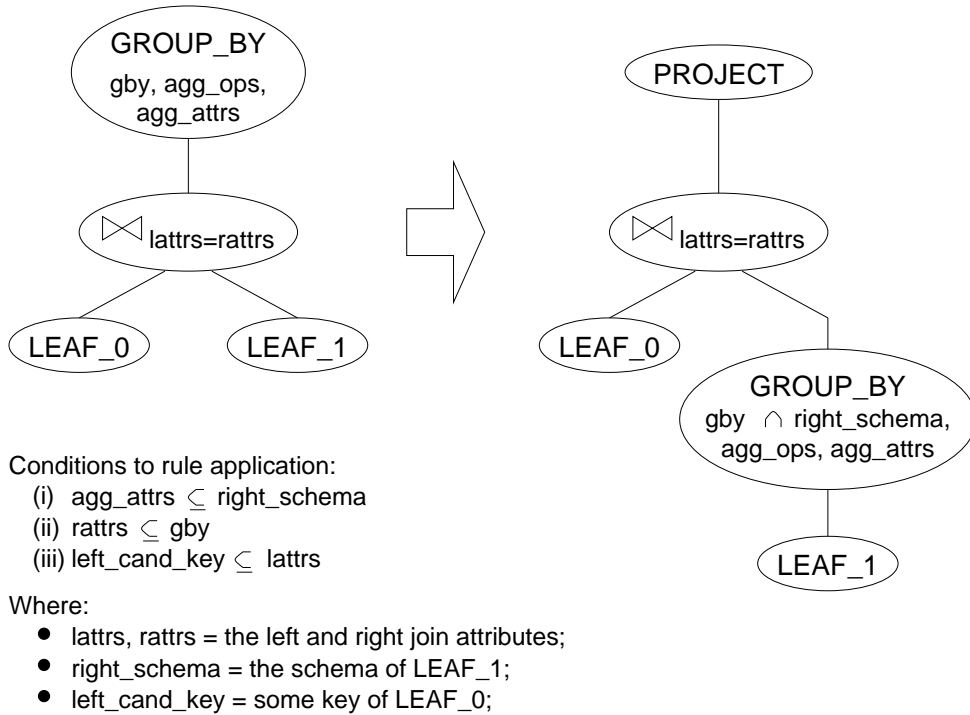 GROUP_BY
gby, agg_ops,
agg_attrs
⋈ lattrs=rattrs
LEAF_0
LEAF_1
PROJECT
⋈ lattrs=rattrs
LEAF_0
GROUP_BY
gby ∩ right_schema,
agg_ops, agg_attrs
LEAF_1
Conditions to rule application:
(i) agg_attrs ⊆ right_schema
(ii) rattrs ⊆ gby
(iii) left_cand_key ⊆ lattrs
Where:
● lattrs, rattrs = the left and right join attributes;
● right_schema = the schema of LEAF_1;
● left_cand_key = some key of LEAF_0;